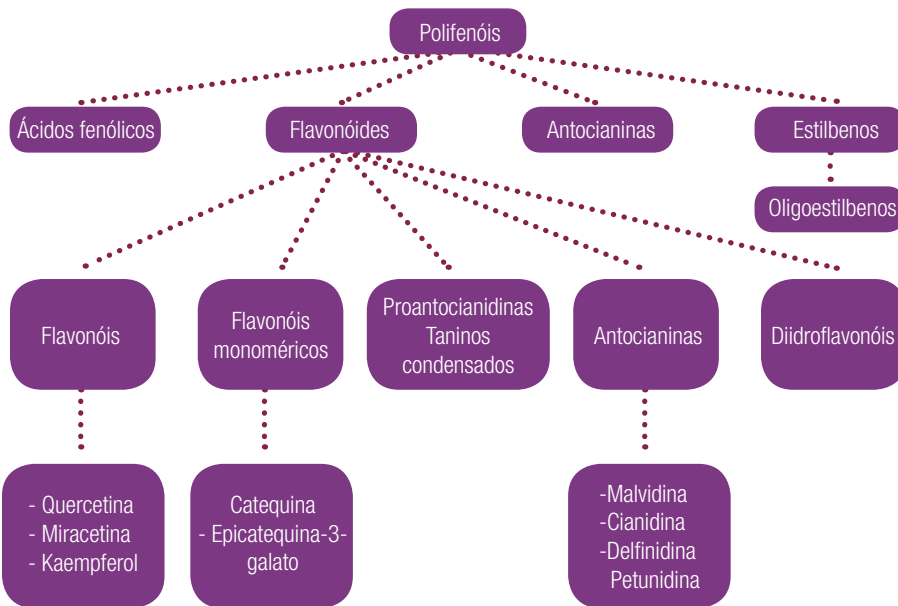 Polifenóis
Ácidos fenólicos
Flavonóides
Antocianinas
Estilbenos
Oligoestilbenos
Flavonóis
Flavonóis
monoméricos
Proantocianidinas
Taninos
condensados
Antocianinas
Diidroflavonóis
- Quercetina
- Miracetina
- Kaempferol
Catequina
- Epicatequina-3-
galato
-Malvidina
-Cianidina
-Delfinidina
Petunidina